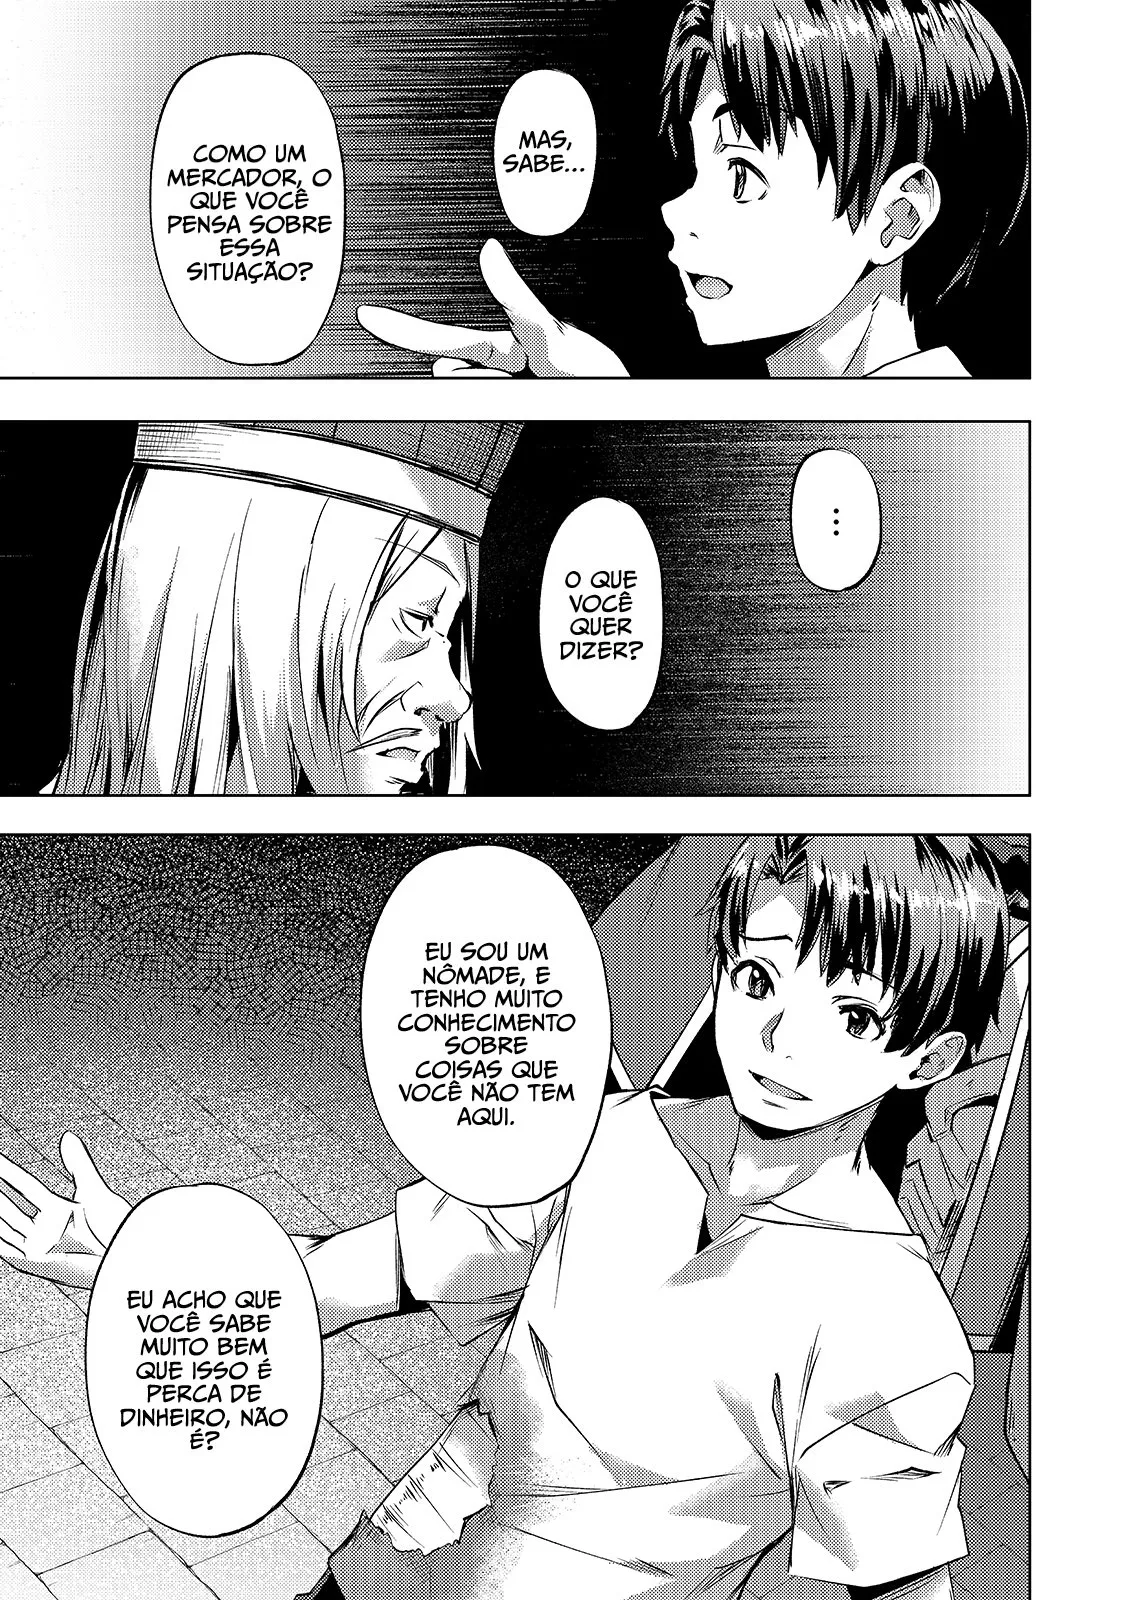 MAS,
SABE...
COMO UM
MERCADOR, O
QUE VOCÊ
PENSA SOBRE
ESSA
SITUAÇÃO?
...
O QUE
VOCÊ
QUER
DIZER?
EU SOU UM
NÔMADE, E
TENHO MUITO
CONHECIMENTO
SOBRE
COISAS QUE
VOCÊ NÃO TEM
AQUI.
EU ACHO QUE
VOCÊ SABE
MUITO BEM
QUE ISSO É
PERCA DE
DINHEIRO, NÃO
É?